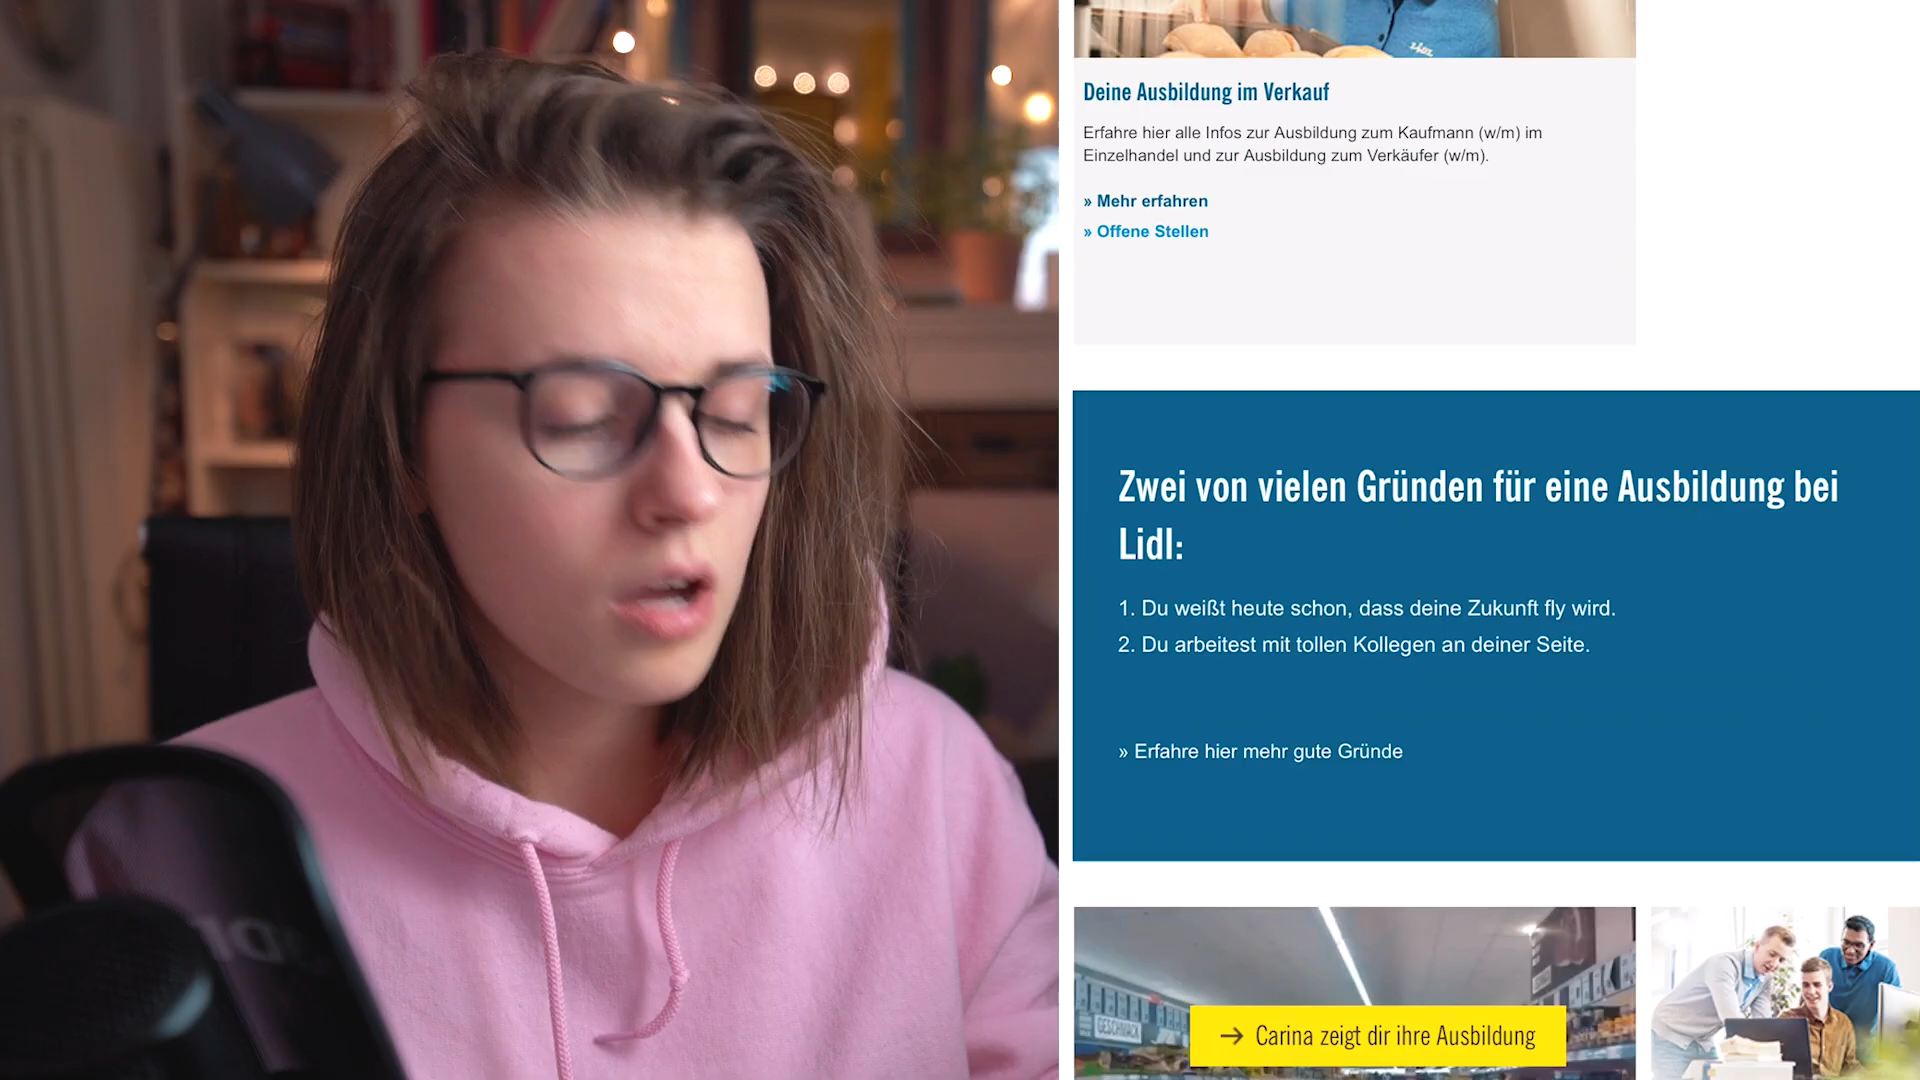 Deine Ausbildung im Verkauf
Erfahre hier alle Infos zur Ausbildung zum Kaufmann (w/m) im
Einzelhandel und zur Ausbildung zum Verkäufer (w/m).
» Mehr erfahren
» Offene Stellen
Zwei von vielen Gründen für eine Ausbildung bei
Lidl:
1. Du weißt heute schon, dass deine Zukunft fly wird.
2. Du arbeitest mit tollen Kollegen an deiner Seite.
» Erfahre hier mehr gute Gründe
GESCHMACK
→ Carina zeigt dir ihre Ausbildung